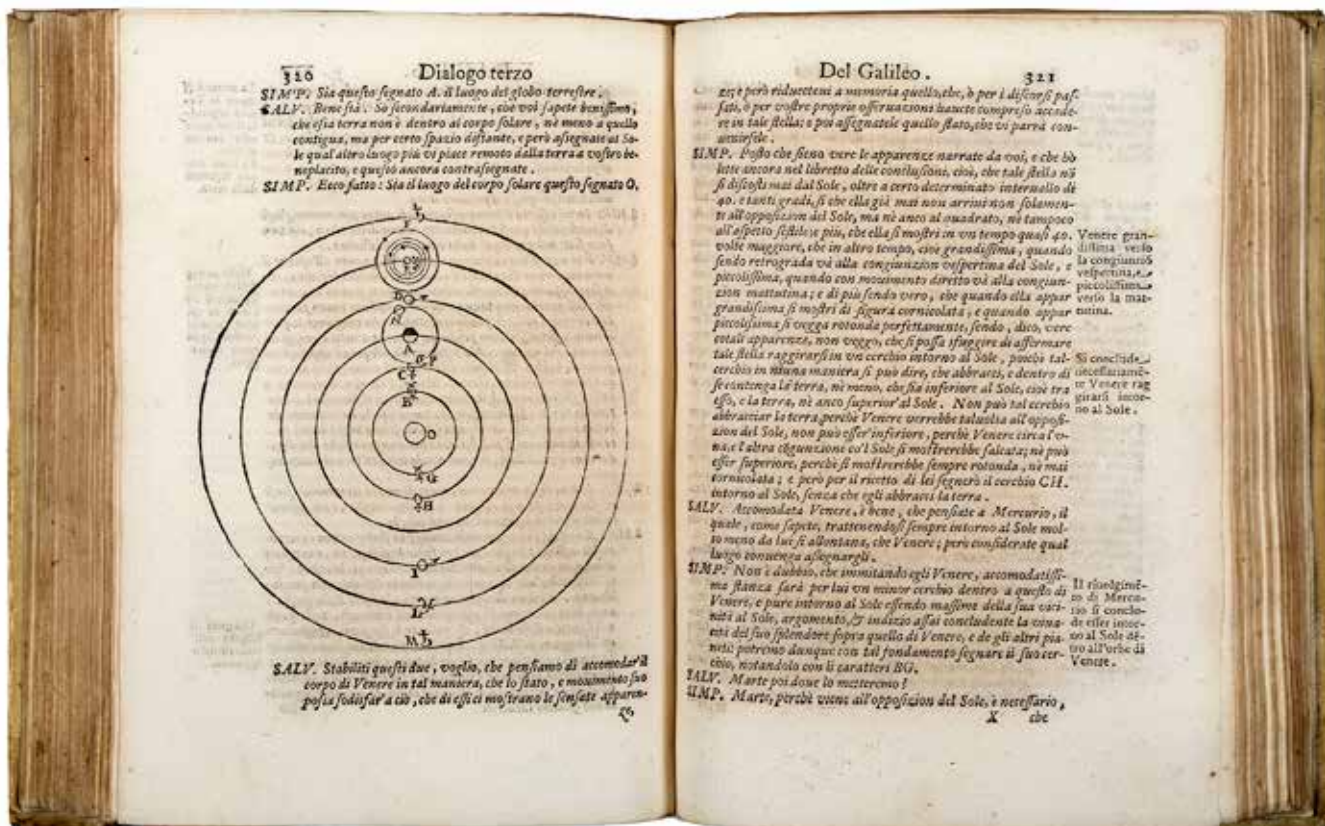 320 Dialogo terzo
SIMP. Sia questo segnato A. il luogo del globo terrestre.
SALV. Bene stà. Sò secondariamente, che voi sapete benissimo,
che essa terra non è dentro al corpo solare, nè meno a quello
contigua, ma per certo spazio distante, e però assegnate al So-
le qual altro luogo più vi piace remoto dalla terra a vostro be-
neplacito, e questo ancora contrassegnate.
SIMP. Ecco fatto: Sia il luogo del corpo solare questo segnato O.
A
C
B
O
G
H
I
L
M
SALV. Stabiliti questi due, voglio, che pensiamo di accomodar'il
corpo di Venere in tal maniera, che lo stato, e movimento suo
possa sodisfar'a ciò, che di essi ci mostrano le sensate apparen-
ze,
Del Galileo. 321
ze; e però riducetevi a memoria quello, che, ò per i discorsi pas-
sati, ò per vostre proprie osservazioni havete compreso accade-
re in tale stella; e poi assegnatele quello stato, che vi parrà con-
venirsele.
SIMP. Posto che sieno vere le apparenze narrate da voi, e che hò
lette ancora nel libretto delle conclusioni, cioè, che tale stella nō
si discosti mai dal Sole, oltre a certo determinato intervallo di
40. e tanti gradi, si che ella già mai non arrivi non solamen-
te all'opposizion del Sole, ma nè anco al quadrato, nè tampoco
all'aspetto sestile; e più, che ella si mostri in vn tempo quasi 40.
volte maggiore, che in altro tempo, cioè grandissima, quando
sendo retrograda và alla congiunzion vespertina del Sole, e
piccolissima, quando con movimento diretto và alla congiun-
zion mattutina; e di più sendo vero, che quando ella appar
grandissima si mostri di figura cornicolata, e quando appar
piccolissima si vegga rotonda perfettamente, sendo, dico, vere
cotali apparenze, non veggo, che si possa sfuggire di affermare
tale stella raggirarsi in vn cerchio intorno al Sole, poichè tal
cerchio in niuna maniera si può dire, che abbracci, e dentro di
se contenga la terra, nè meno, che sia inferiore al Sole, cioè tra
esso, e la terra, nè anco superior'al Sole. Non può tal cerchio
abbracciar la terra, perchè Venere verrebbe talvolta all'opposi-
zion del Sole, non può esser'inferiore, perchè Venere circa l'v-
na, e l'altra cōgunzione co'l Sole si mostrerebbe falcata; nè può
esser superiore, perchè si mostrerebbe sempre rotonda, nè mai
cornicolata; e però per il ricetto di lei segnerò il cerchio CH.
intorno al Sole, senza che egli abbracci la terra.
SALV. Accomodata Venere, è bene, che pensiate a Mercurio, il
quale, come sapete, trattenendosi sempre intorno al Sole mol-
to meno da lui si allontana, che Venere; però considerate qual
luogo convenga assegnargli.
SIMP. Non è dubbio, che immitando egli Venere, accomodatissi-
ma stanza sarà per lui vn minor cerchio dentro a questo di
Venere, e pure intorno al Sole essendo massime della sua vici-
nità al Sole, argomento, & indizio assai concludente la viva-
cità del suo splendore sopra quello di Venere, e de gli altri pia-
neti: potremo dunque con tal fondamento segnare il suo cer-
chio, notandolo con li caratteri BG.
SALV. Marte poi doue lo metteremo?
SIMP. Marte, perchè viene all'opposizion del Sole, è necessario,
X che
Venere gran-
dissima verso
la congiunziō
vespertina, e
piccolissima
verso la mat-
tutina.
Si conclude
necessariamē-
te Venere rag
girarsi intor-
no al Sole.
Il rivolgimē-
to di Mercu-
rio si conclu-
de esser intor-
no al Sole dē-
tro all'orbe di
Venere.